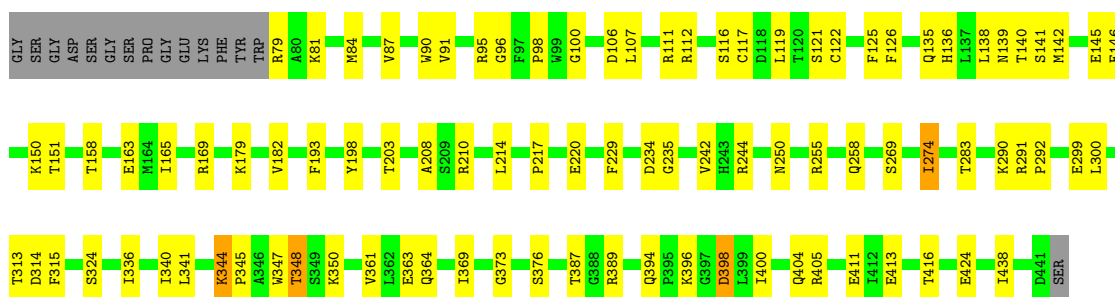 GLY SER GLY ASP SER GLY SER PRO GLY GLU LYS PHE TYR TRP R79 A80 K81 M84 V87 W90 V91 R95 G96 F97 P98 W99 G100 D106 L107 R111 R112 S116 C117 D118 L119 T120 S121 C122 F125 F126 Q135 H136 L137 L138 N139 T140 S141 M142 E145
K150 T151 T158 E163 M164 I165 R169 K179 V182 F193 Y198 T203 A208 S209 R210 L214 P217 E220 F229 D234 G235 V242 H243 R244 N250 R255 Q258 S269 I274 T283 K290 R291 P292 E299 L300
T313 D314 F315 S324 I336 I340 L341 K344 P345 A346 W347 T348 S349 K350 V361 L362 E363 Q364 I369 G373 S376 T387 G388 R389 Q394 P395 K396 G397 D398 L399 I400 Q404 R405 E411 I412 E413 T416 E424 I438 D441 SER